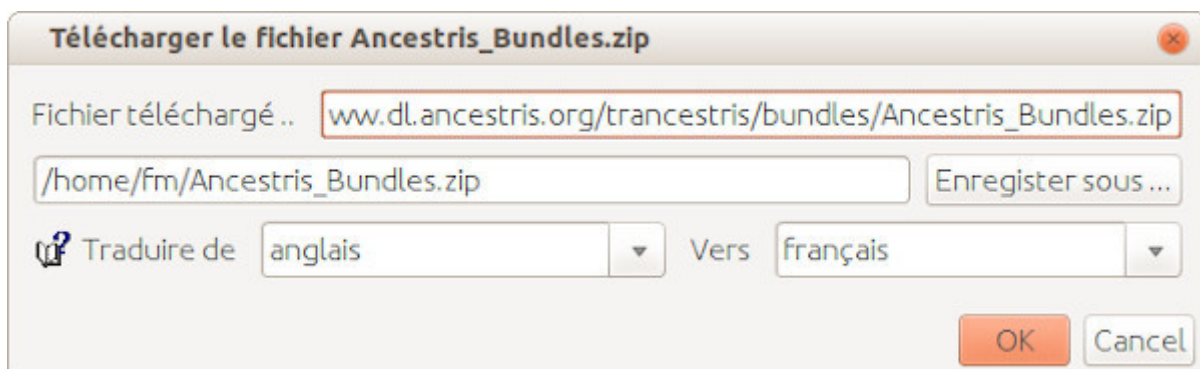 Télécharger le fichier Ancestris_Bundles.zip
Fichier téléchargé .. ww.dl.ancestris.org/trancestris/bundles/Ancestris_Bundles.zip
/home/fm/Ancestris_Bundles.zip Enregister sous ...
Traduire de anglais Vers français
OK Cancel